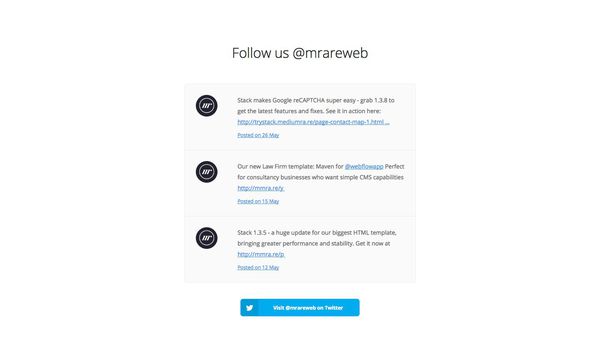 Follow us @mrareweb
Stack makes Google reCAPTCHA super easy - grab 1.3.8 to
get the latest features and fixes. See it in action here:
http://trystack.mediumra.re/page-contact-map-1.html ...
Posted on 26 May
Our new Law Firm template: Maven for @webflowapp Perfect
for consultancy businesses who want simple CMS capabilities
http://mmra.re/y
Posted on 15 May
Stack 1.3.5 - a huge update for our biggest HTML template,
bringing greater performance and stability. Get it now at
http://mmra.re/p
Posted on 12 May
Visit @mrareweb on Twitter